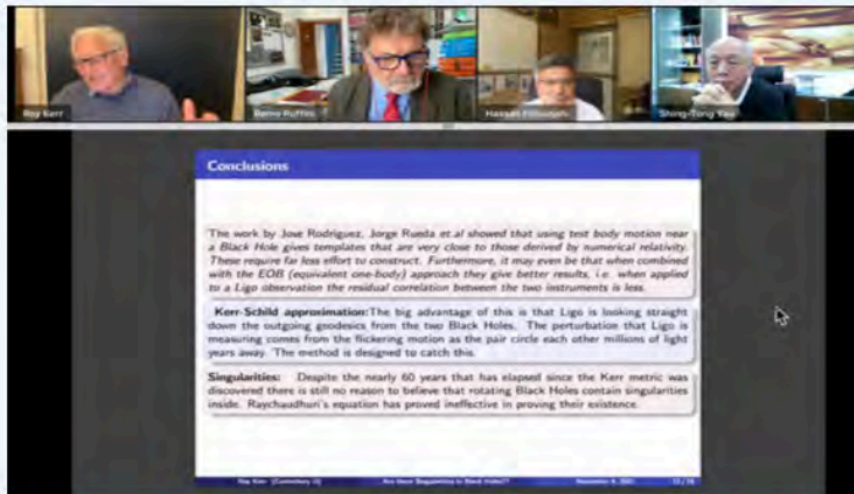 Roy Kerr
Remo Ruffini
Hassan
Shing-Tung Yau
Conclusions
The work by Jose Rodriguez, Jorge Rueda et al showed that using test body motion near
a Black Hole gives templates that are very close to those derived by numerical relativity.
These require far less effort to construct. Furthermore, it may even be that when combined
with the EOB (equivalent one-body) approach they give better results, i.e. when applied
to a Ligo observation the residual correlation between the two instruments is less.
Kerr-Schild approximation:The big advantage of this is that Ligo is looking straight
down the outgoing geodesics from the two Black Holes. The perturbation that Ligo is
measuring comes from the flickering motion as the pair circle each other millions of light
years away. The method is designed to catch this.
Singularities: Despite the nearly 60 years that has elapsed since the Kerr metric was
discovered there is still no reason to believe that rotating Black Holes contain singularities
inside. Raychaudhuri's equation has proved ineffective in proving their existence.
Roy Kerr (Canterbury U) Are there Singularities in Black Holes?? November 2021